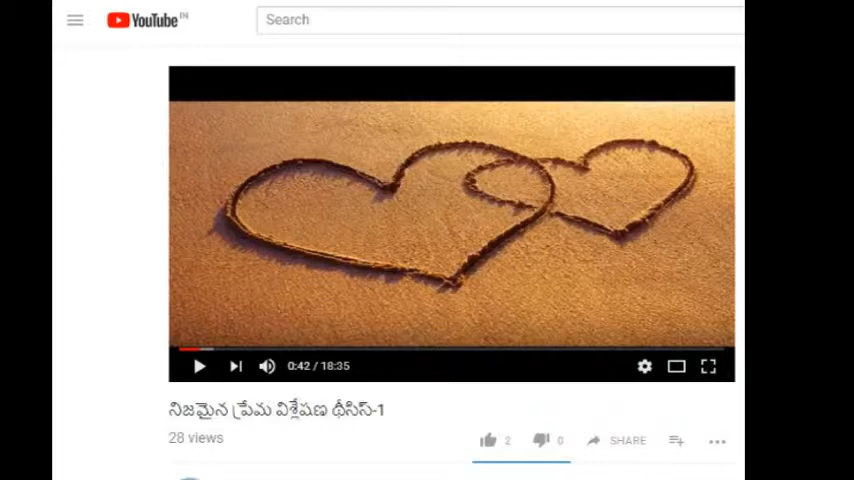 YouTube IN
Search
0:42 / 18:35
నిజమైన ప్రేమ విశ్లేషణ థీసిస్-1
28 views
2 0 SHARE